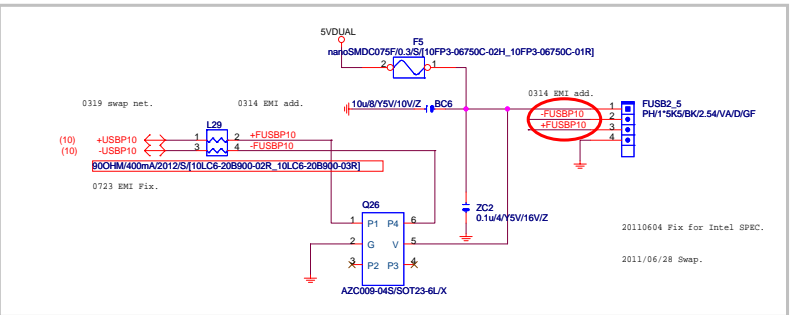 5VDUAL
F5
nanoSMDC075F/0.3/S/[10FP3-06750C-02H_10FP3-06750C-01R]
2 1
0319 swap net.
0314 EMI add.
10u/8/Y5V/10V/Z BC6
0314 EMI add.
FUSB2_5
PH/1*5K5/BK/2.54/VA/D/GF
1
-FUSBP10 2
+FUSBP10 3
4
L29
(10) +USBP10 1 2 +FUSBP10
(10) -USBP10 3 4 -FUSBP10
90OHM/400mA/2012/S/[10LC6-20B900-02R_10LC6-20B900-03R]
0723 EMI Fix.
Q26
ZC2
0.1u/4/Y5V/16V/Z
1 P1 P4 6
2 G V 5
3 P2 P3 4
AZC009-04S/SOT23-6L/X
20110604 Fix for Intel SPEC.
2011/06/28 Swap.